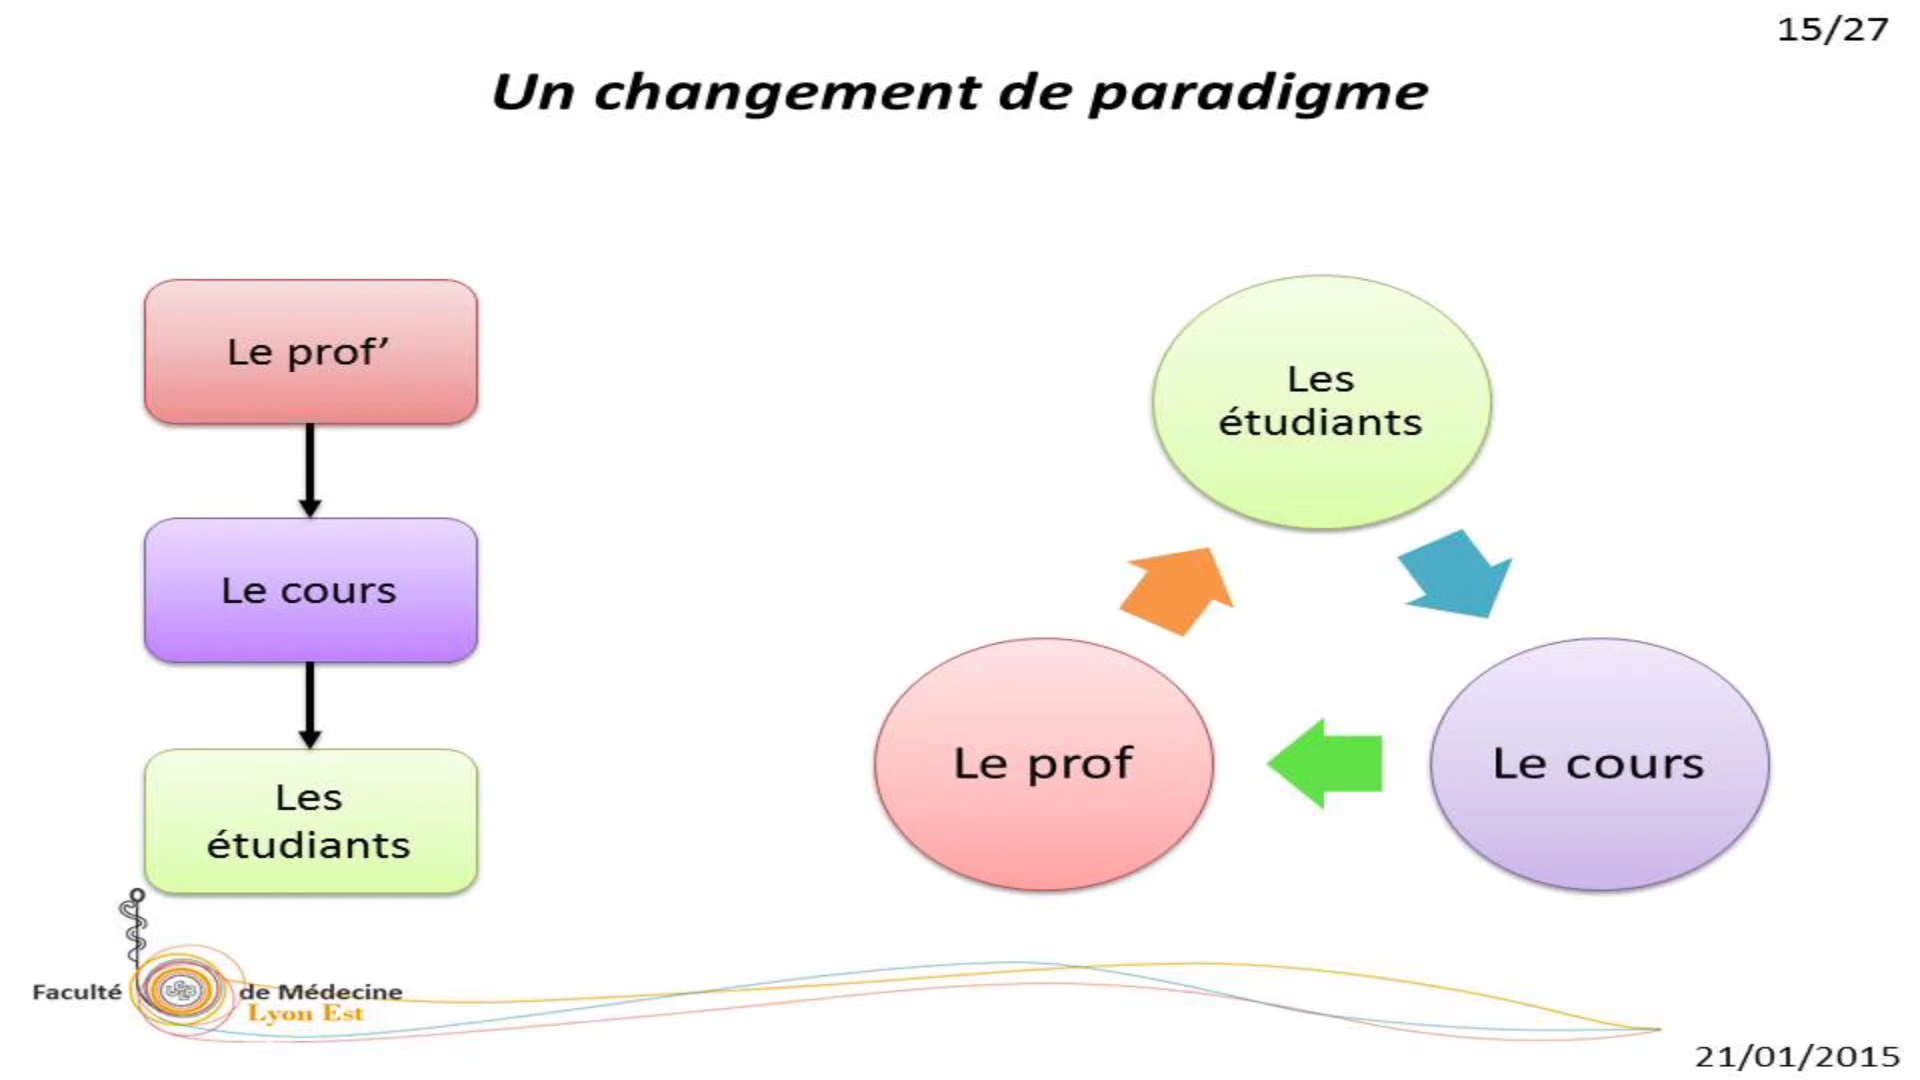 15/27
Un changement de paradigme
Le prof’
Le cours
Les
étudiants
Les
étudiants
Le prof
Le cours
Faculté de Médecine
Lyon Est
21/01/2015